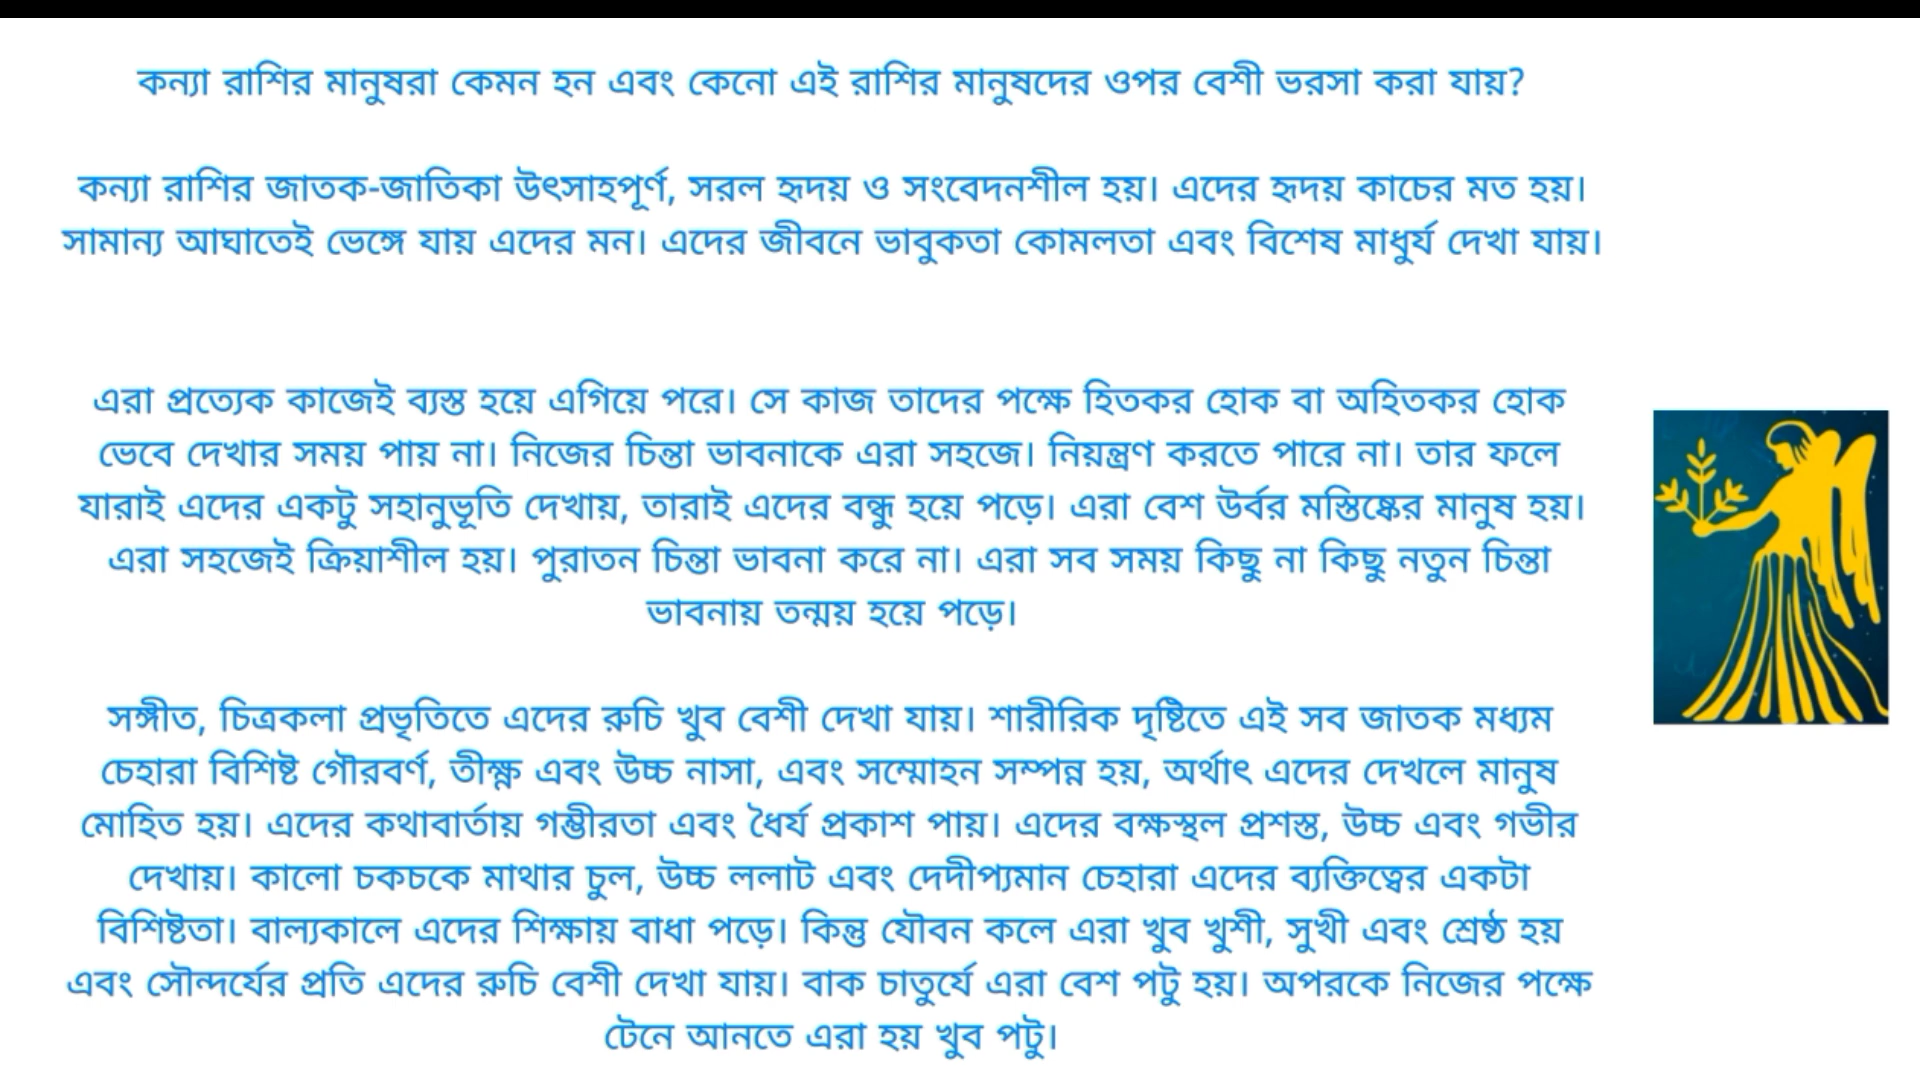 কন্যা রাশির মানুষরা কেমন হন এবং কেনো এই রাশির মানুষদের ওপর বেশী ভরসা করা যায়?
কন্যা রাশির জাতক-জাতিকা উৎসাহপূর্ণ, সরল হৃদয় ও সংবেদনশীল হয়। এদের হৃদয় কাচের মত হয়।
সামান্য আঘাতেই ভেঙ্গে যায় এদের মন। এদের জীবনে ভাবুকতা কোমলতা এবং বিশেষ মাধুর্য দেখা যায়।
এরা প্রত্যেক কাজেই ব্যস্ত হয়ে এগিয়ে পরে। সে কাজ তাদের পক্ষে হিতকর হোক বা অহিতকর হোক
ভেবে দেখার সময় পায় না। নিজের চিন্তা ভাবনাকে এরা সহজে। নিয়ন্ত্রণ করতে পারে না। তার ফলে
যারাই এদের একটু সহানুভূতি দেখায়, তারাই এদের বন্ধু হয়ে পড়ে। এরা বেশ উর্বর মস্তিষ্কের মানুষ হয়।
এরা সহজেই ক্রিয়াশীল হয়। পুরাতন চিন্তা ভাবনা করে না। এরা সব সময় কিছু না কিছু নতুন চিন্তা
ভাবনায় তন্ময় হয়ে পড়ে।
সঙ্গীত, চিত্রকলা প্রভৃতিতে এদের রুচি খুব বেশী দেখা যায়। শারীরিক দৃষ্টিতে এই সব জাতক মধ্যম
চেহারা বিশিষ্ট গৌরবর্ণ, তীক্ষ্ণ এবং উচ্চ নাসা, এবং সম্মোহন সম্পন্ন হয়, অর্থাৎ এদের দেখলে মানুষ
মোহিত হয়। এদের কথাবার্তায় গম্ভীরতা এবং ধৈর্য প্রকাশ পায়। এদের বক্ষস্থল প্রশস্ত, উচ্চ এবং গভীর
দেখায়। কালো চকচকে মাথার চুল, উচ্চ ললাট এবং দেদীপ্যমান চেহারা এদের ব্যক্তিত্বের একটা
বিশিষ্টতা। বাল্যকালে এদের শিক্ষায় বাধা পড়ে। কিন্তু যৌবন কলে এরা খুব খুশী, সুখী এবং শ্রেষ্ঠ হয়
এবং সৌন্দর্যের প্রতি এদের রুচি বেশী দেখা যায়। বাক চাতুর্যে এরা বেশ পটু হয়। অপরকে নিজের পক্ষে
টেনে আনতে এরা হয় খুব পটু।